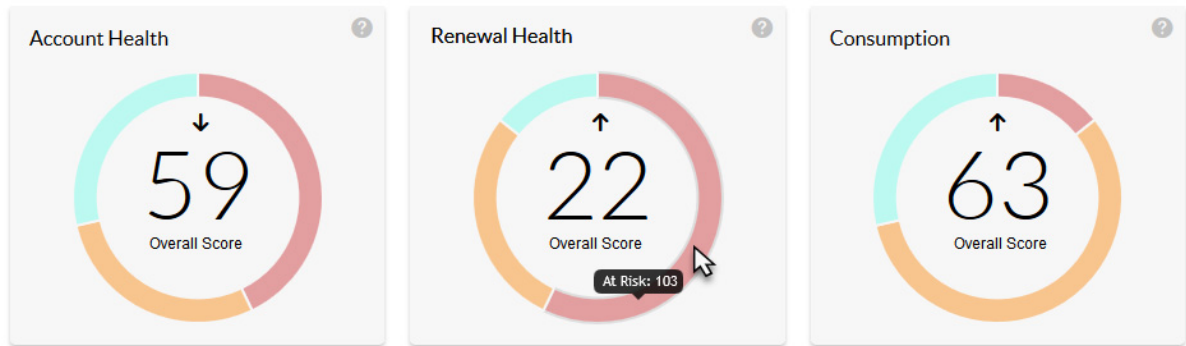 Account Health
?
↓
59
Overall Score
Renewal Health
?
↑
22
Overall Score
At Risk: 103
Consumption
?
↑
63
Overall Score